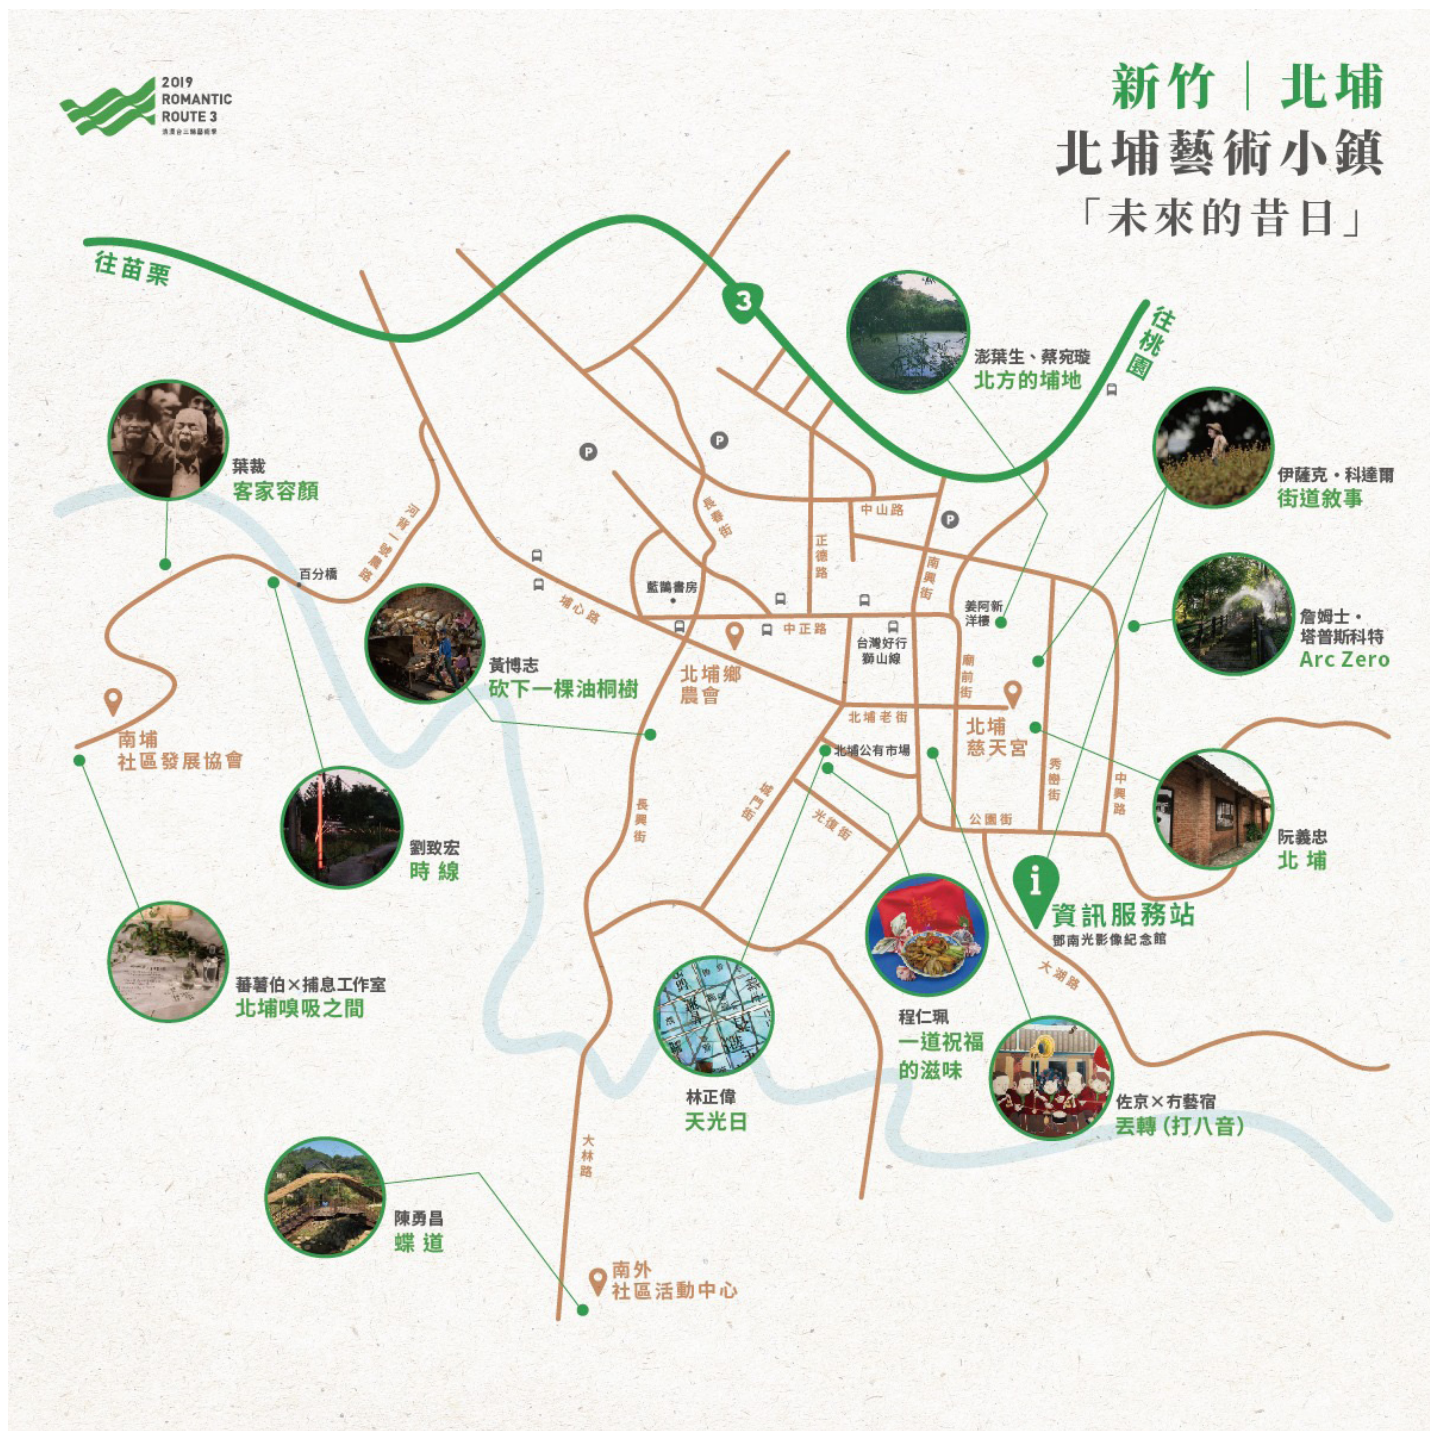 2019
ROMANTIC
ROUTE 3
浪漫台三線藝術季
新竹｜北埔
北埔藝術小鎮
「未來的昔日」
往苗栗
3
往桃園
澎葉生、蔡宛璇
北方的埔地
葉裁
客家容顏
伊薩克・科達爾
街道敘事
P
P
P
河背一號農路
長春街
中山路
正德路
南興街
百分橋
藍鵲書房
埔心路
中正路
姜阿新
洋樓
台灣好行
獅山線
詹姆士・
塔普斯科特
Arc Zero
黃博志
砍下一棵油桐樹
北埔鄉
農會
廟前街
北埔老街
北埔
慈天宮
南埔
社區發展協會
北埔公有市場
秀巒街
中興路
長興街
城門街
光復街
公園街
劉致宏
時 線
阮義忠
北 埔
i
資訊服務站
鄧南光影像紀念館
大湖路
蕃薯伯×捕息工作室
北埔嗅吸之間
程仁珮
一道祝福
的滋味
林正偉
天光日
佐京×冇藝宿
丟轉（打八音）
大林路
陳勇昌
蝶 道
南外
社區活動中心